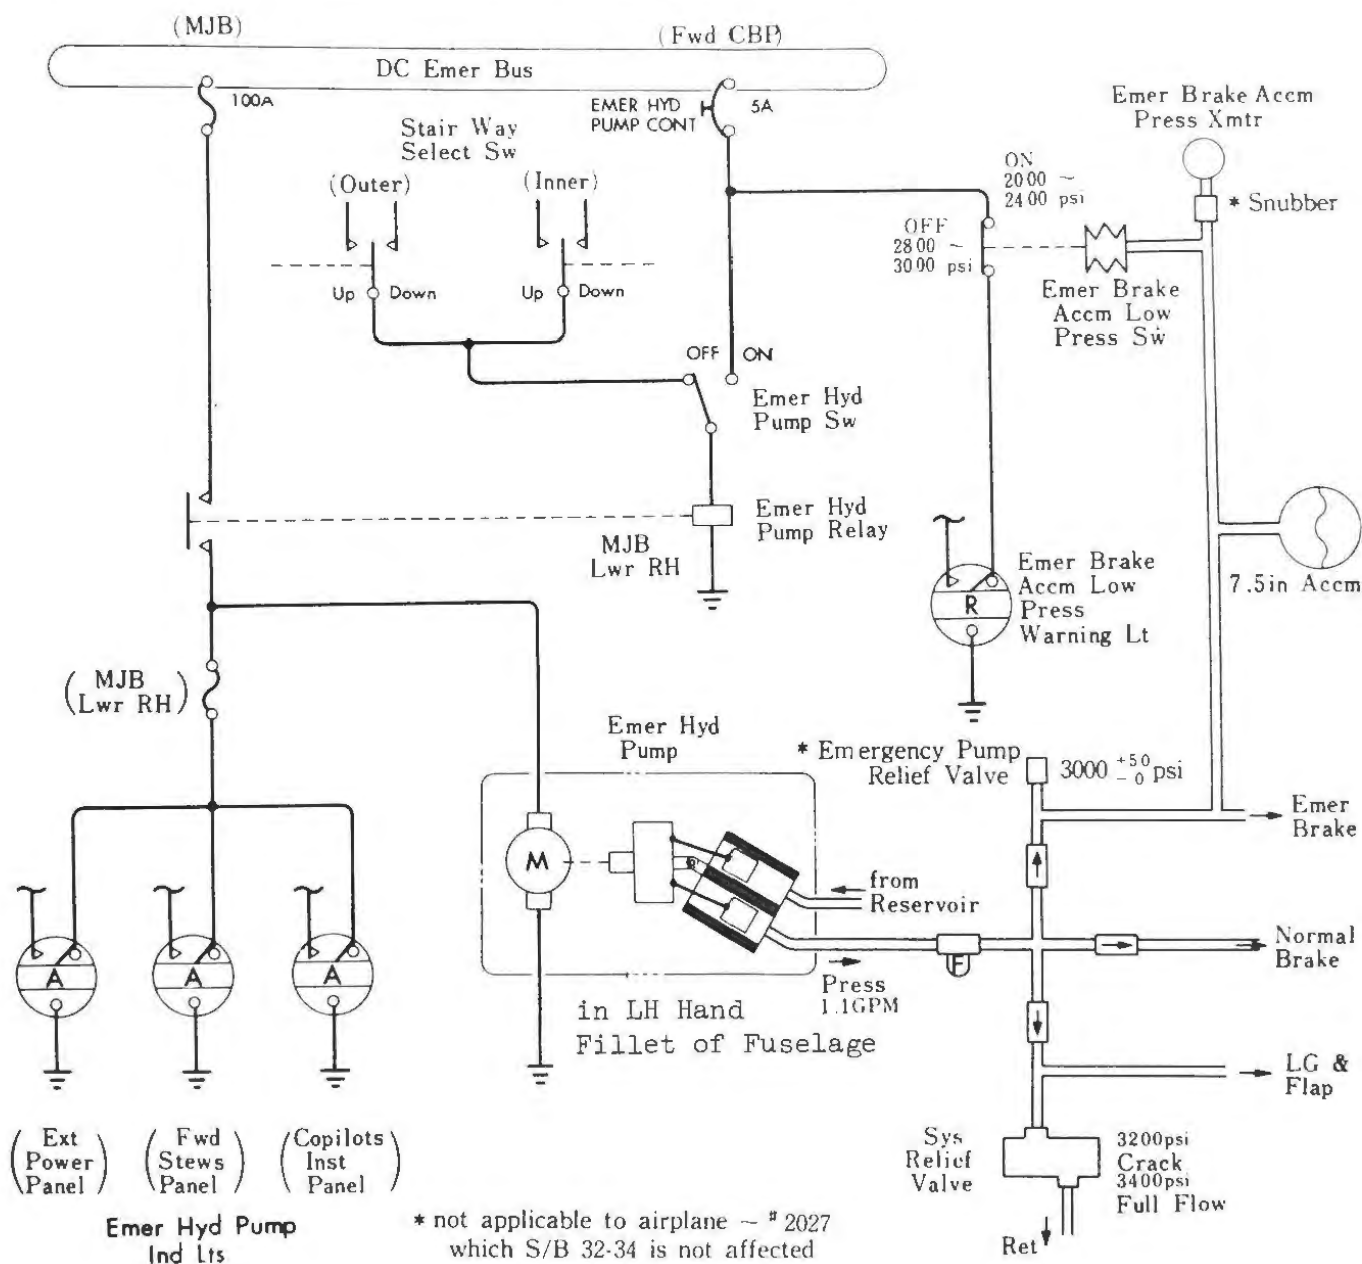 (MJB)
(Fwd CBP)
DC Emer Bus
100A
EMER HYD
PUMP CONT
5A
Stair Way
Select Sw
(Outer)
(Inner)
Up
Down
Up
Down
Emer Brake Accm
Press Xmtr
* Snubber
ON
2000 ~
2400 psi
OFF
2800 ~
3000 psi
Emer Brake
Accm Low
Press Sw
OFF
ON
Emer Hyd
Pump Sw
Emer Hyd
Pump Relay
MJB
Lwr RH
Emer Brake
Accm Low
Press
Warning Lt
R
7.5in Accm
(MJB
Lwr RH)
Emer Hyd
Pump
* Emergency Pump
Relief Valve
3000 +50 -0 psi
Emer
Brake
M
from
Reservoir
Normal
Brake
F
Press
1.1GPM
A
A
A
in LH Hand
Fillet of Fuselage
LG &
Flap
(Ext
Power
Panel)
(Fwd
Stews
Panel)
(Copilots
Inst
Panel)
Sys
Relief
Valve
3200psi
Crack
3400psi
Full Flow
Emer Hyd Pump
Ind Lts
* not applicable to airplane ~ #2027
which S/B 32-34 is not affected
Ret